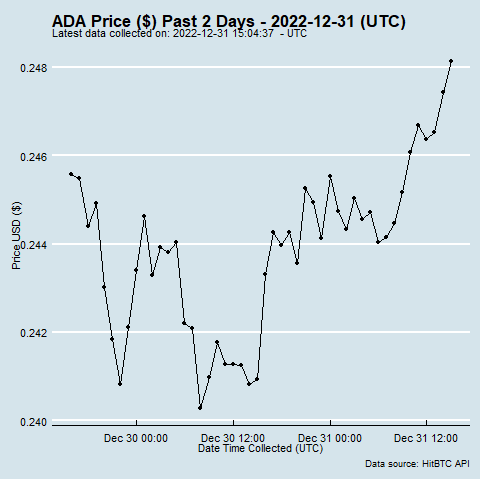 ADA Price ($) Past 2 Days - 2022-12-31 (UTC)
Latest data collected on: 2022-12-31 15:04:37 - UTC
0.248
0.246
0.244
0.242
0.240
Price USD ($)
Dec 30 00:00 Dec 30 12:00 Dec 31 00:00 Dec 31 12:00
Date Time Collected (UTC)
Data source: HitBTC API